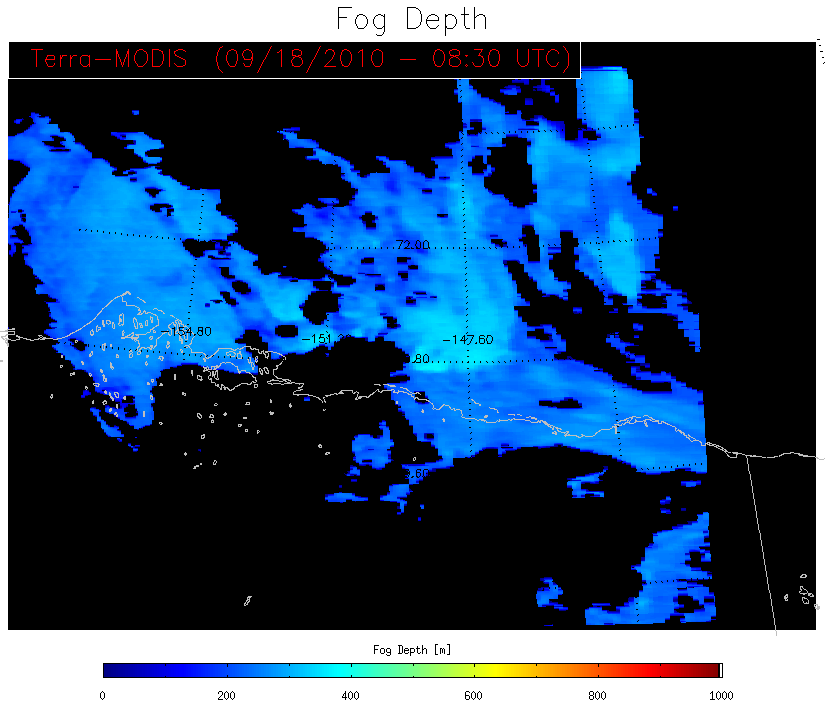 Fog Depth
Terra-MODIS (09/18/2010 - 08:30 UTC)
72.00
-154.80
-147.60
Fog Depth [m]
0 200 400 600 800 1000